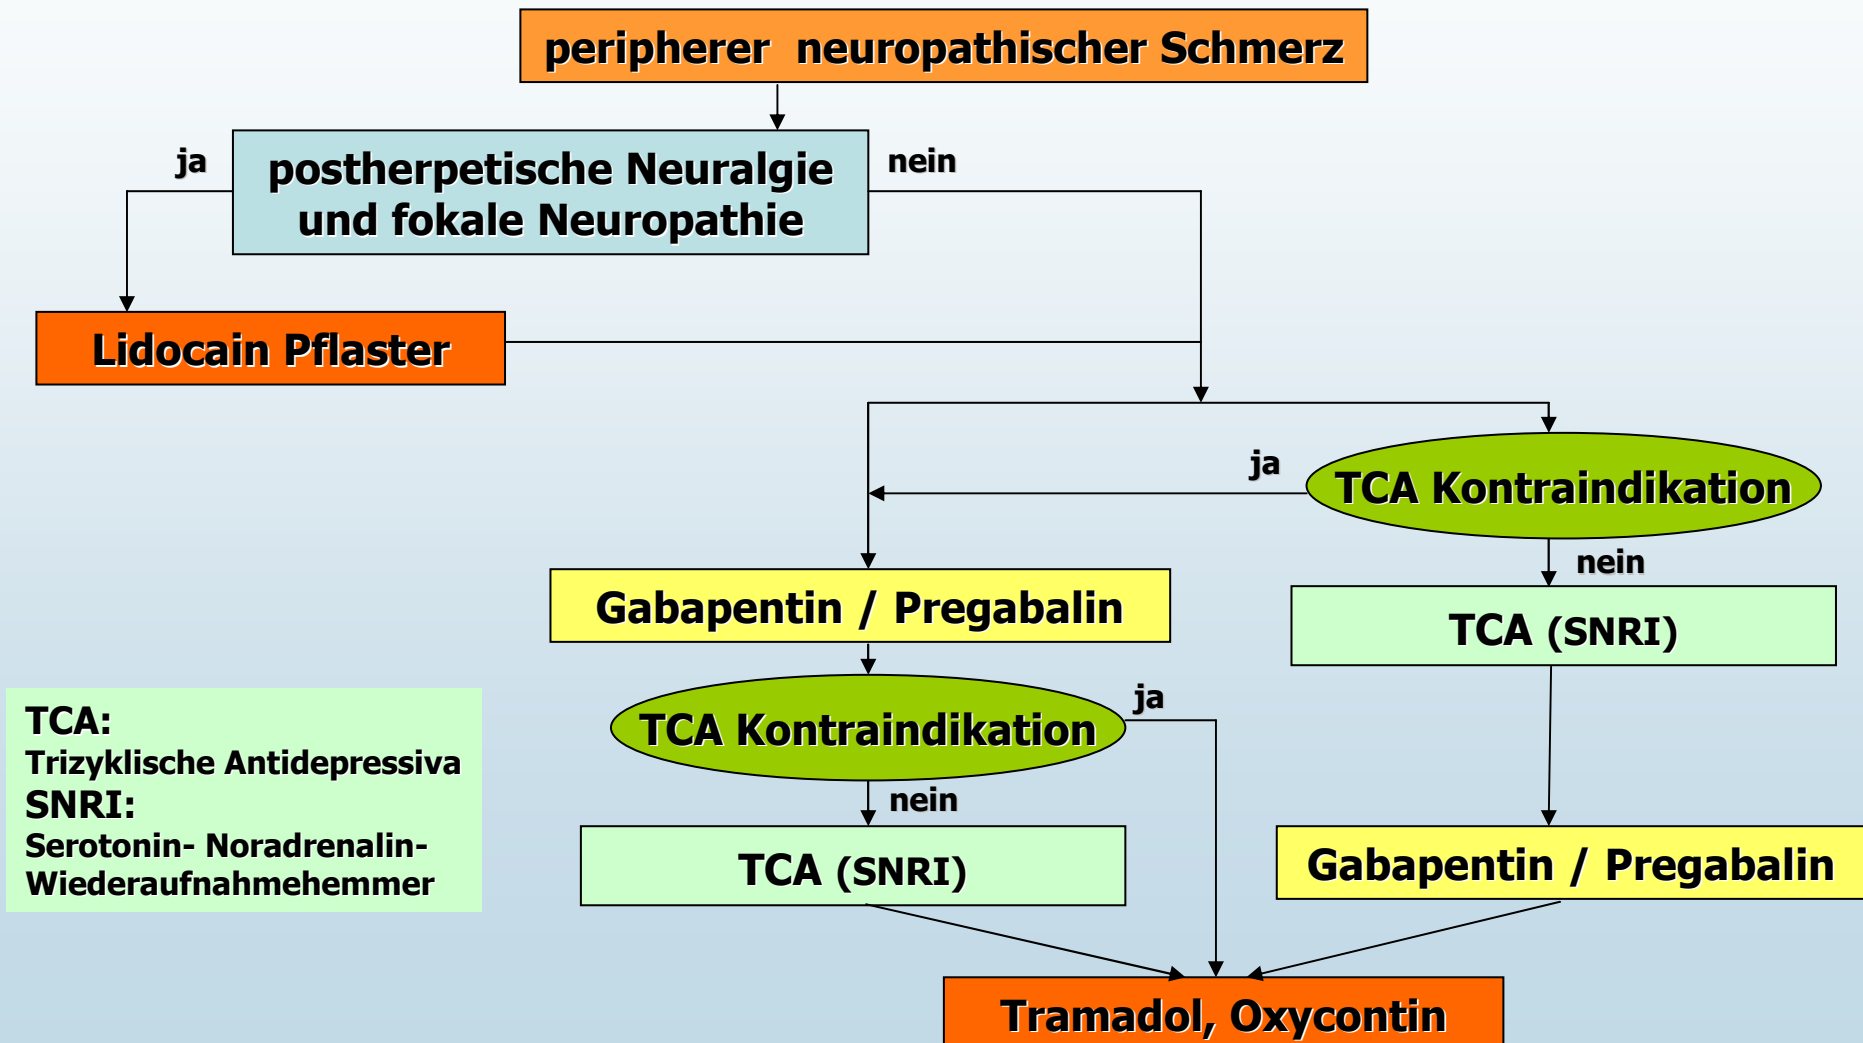 peripherer neuropathischer Schmerz
ja
postherpetische Neuralgie
und fokale Neuropathie
nein
Lidocain Pflaster
ja
TCA Kontraindikation
nein
Gabapentin / Pregabalin
TCA (SNRI)
TCA Kontraindikation
ja
nein
TCA (SNRI)
Gabapentin / Pregabalin
TCA:
Trizyklische Antidepressiva
SNRI:
Serotonin- Noradrenalin-
Wiederaufnahmehemmer
Tramadol, Oxycontin